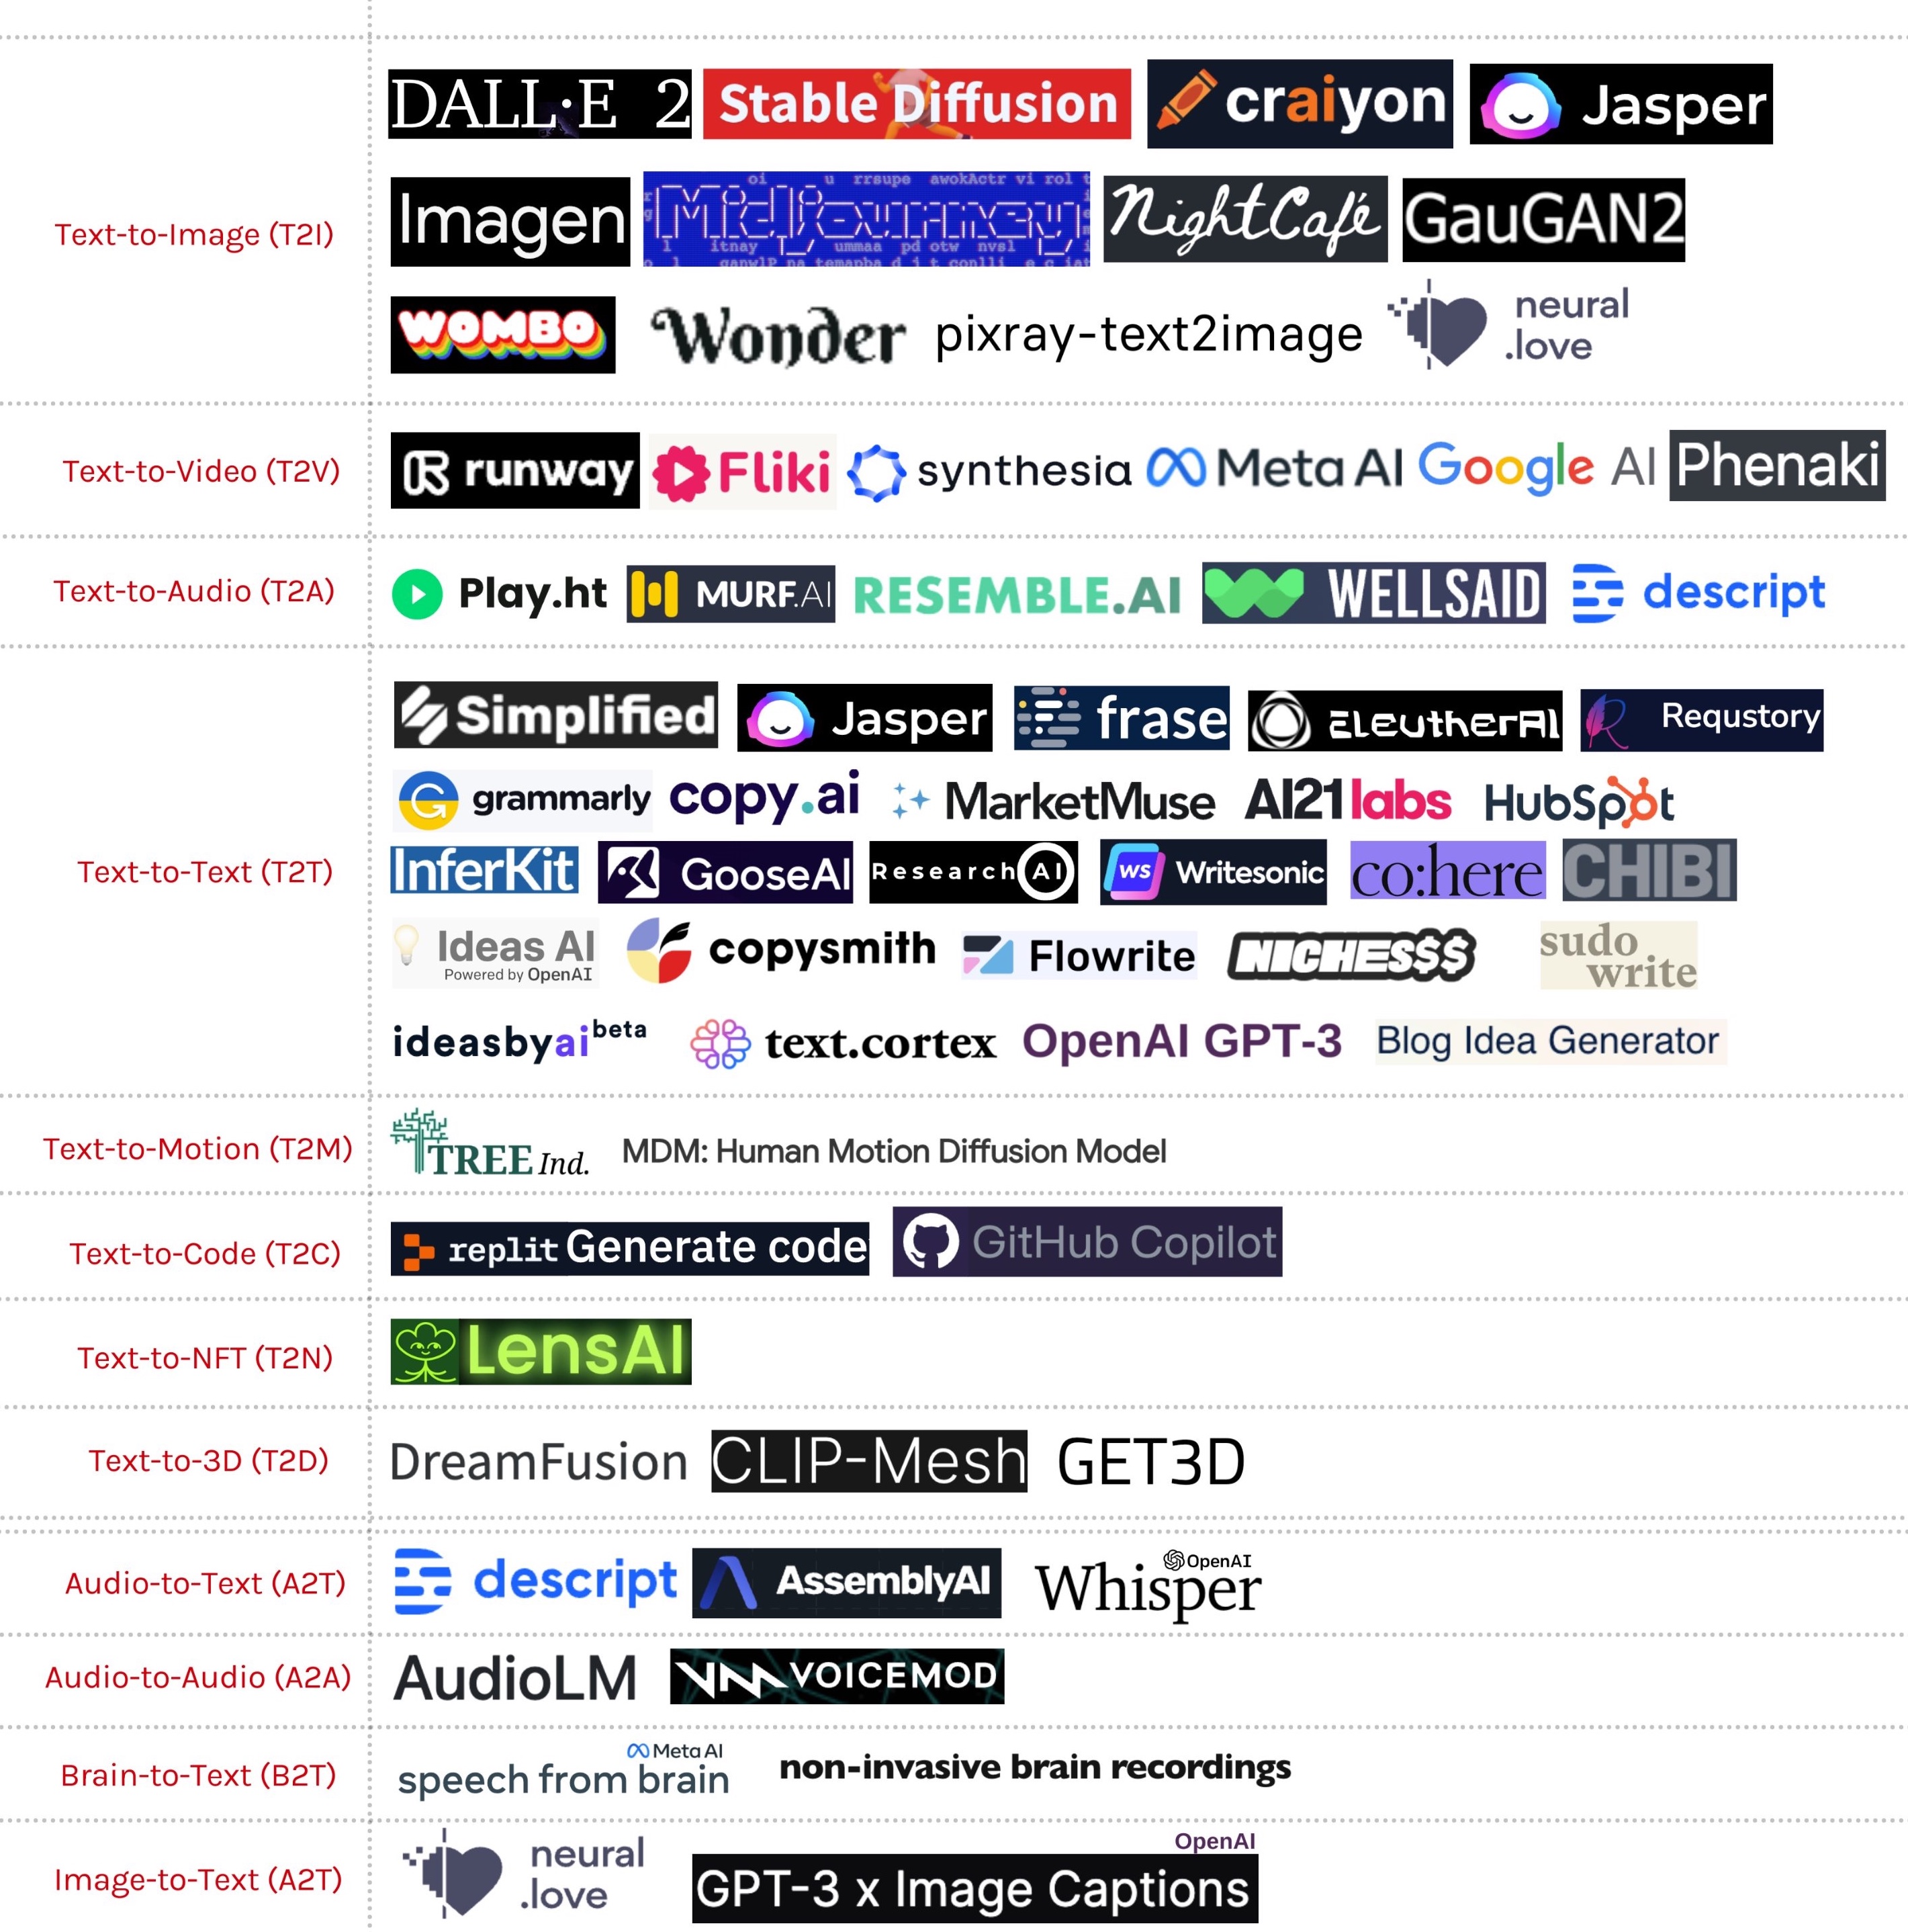 Text-to-Image (T2I)
DALL·E 2 Stable Diffusion craiyon Jasper
Imagen Midjourney NightCafé GauGAN2
WOMBO Wonder pixray-text2image neural
.love
Text-to-Video (T2V)
runway Fliki synthesia Meta AI Google AI Phenaki
Text-to-Audio (T2A)
Play.ht MURF.AI RESEMBLE.AI WELLSAID descript
Text-to-Text (T2T)
Simplified Jasper frase EleutherAI Requstory
grammarly copy.ai MarketMuse AI21labs HubSpot
InferKit GooseAI Research AI WS Writesonic co:here CHIBI
Ideas AI copysmith Flowrite NICHES$$ sudo
Powered by OpenAI write
ideasbyai beta text.cortex OpenAI GPT-3 Blog Idea Generator
Text-to-Motion (T2M)
TREE Ind. MDM: Human Motion Diffusion Model
Text-to-Code (T2C)
replit Generate code GitHub Copilot
Text-to-NFT (T2N)
LensAI
Text-to-3D (T2D)
DreamFusion CLIP-Mesh GET3D
Audio-to-Text (A2T)
descript AssemblyAI OpenAI
Whisper
Audio-to-Audio (A2A)
AudioLM VOICEMOD
Brain-to-Text (B2T)
Meta AI
speech from brain non-invasive brain recordings
Image-to-Text (A2T)
neural
.love
OpenAI
GPT-3 x Image Captions